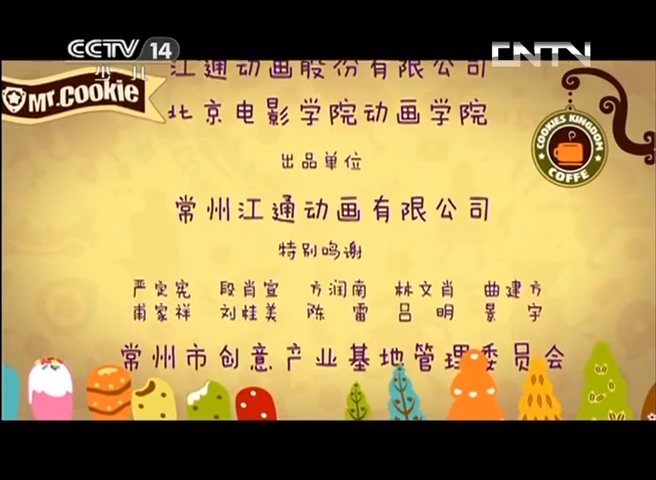 CCTV 14
少儿
CNTV
江通动画股份有限公司
Mr.cookie
北京电影学院动画学院
COOKIES KINGDOM
COFFE
出品单位
常州江通动画有限公司
特别鸣谢
严定宪 段肖宣 方润南 林文肖 曲建方
甫家祥 刘桂美 陈雷 吕明 景宇
常州市创意产业基地管理委员会